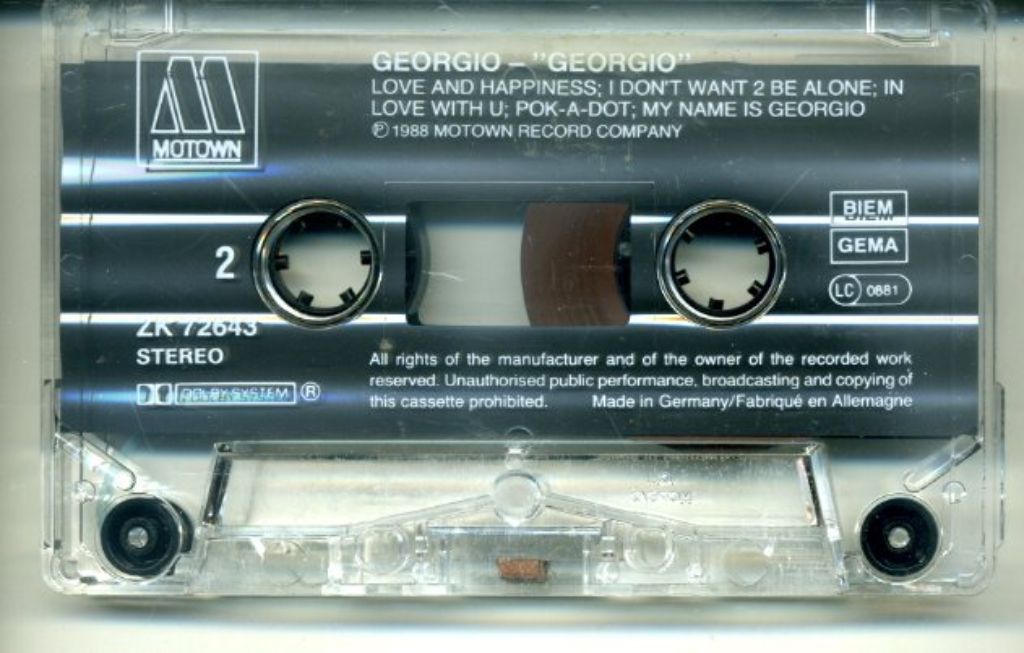 GEORGIO – "GEORGIO"
LOVE AND HAPPINESS; I DON'T WANT 2 BE ALONE; IN
LOVE WITH U; POK-A-DOT; MY NAME IS GEORGIO
℗ 1988 MOTOWN RECORD COMPANY
MOTOWN
BIEM
GEMA
LC 0881
2
ZK 72643
STEREO
DOLBY SYSTEM ®
All rights of the manufacturer and of the owner of the recorded work
reserved. Unauthorised public performance, broadcasting and copying of
this cassette prohibited. Made in Germany/Fabriqué en Allemagne